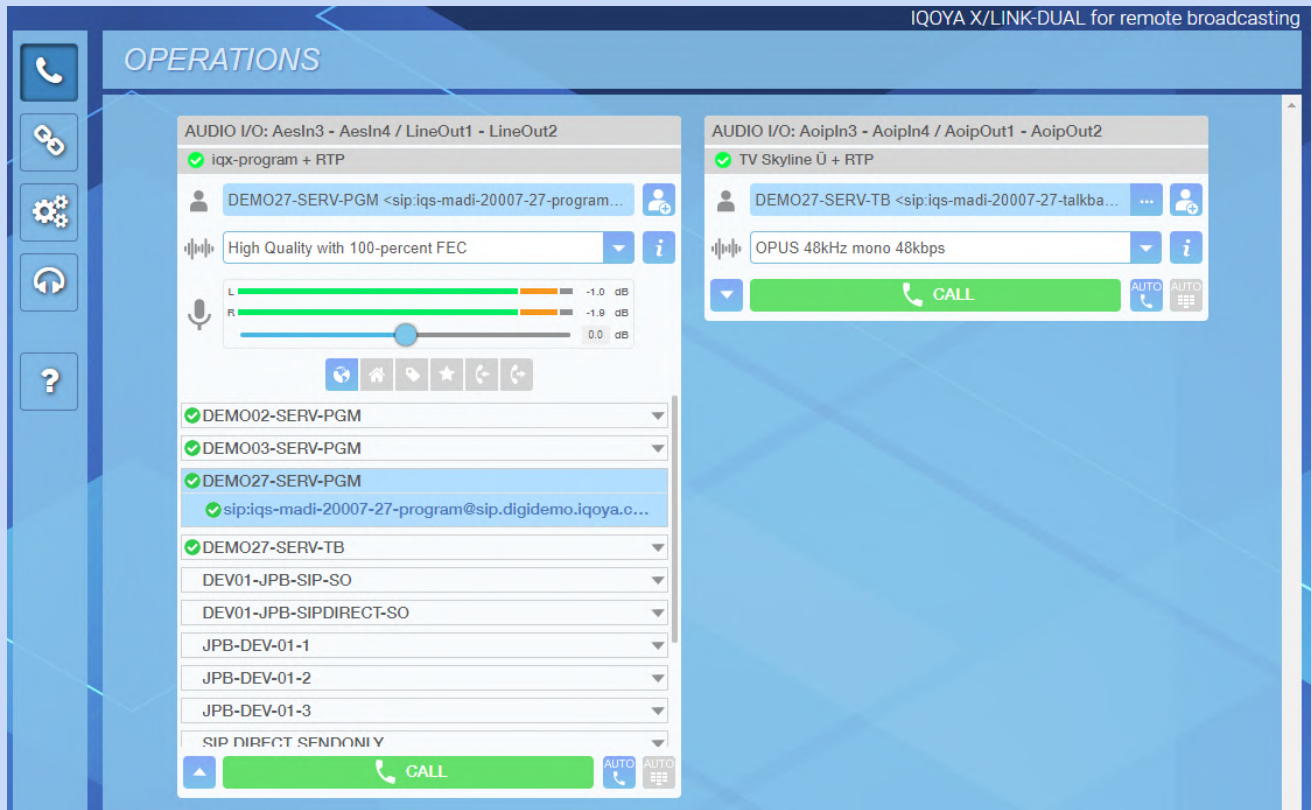 IQOYA X/LINK-DUAL for remote broadcasting
OPERATIONS
AUDIO I/O: AesIn3 - AesIn4 / LineOut1 - LineOut2
iqx-program + RTP
DEMO27-SERV-PGM <sip:iqs-madi-20007-27-program...
High Quality with 100-percent FEC
i
L -1.0 dB
R -1.9 dB
0.0 dB
DEMO02-SERV-PGM
DEMO03-SERV-PGM
DEMO27-SERV-PGM
sip:iqs-madi-20007-27-program@sip.digidemo.iqoya.c...
DEMO27-SERV-TB
DEV01-JPB-SIP-SO
DEV01-JPB-SIPDIRECT-SO
JPB-DEV-01-1
JPB-DEV-01-2
JPB-DEV-01-3
SIP DIRECT SENDONLY
CALL AUTO AUTO
AUDIO I/O: AoipIn3 - AoipIn4 / AoipOut1 - AoipOut2
TV Skyline Ü + RTP
DEMO27-SERV-TB <sip:iqs-madi-20007-27-talkba... ...
OPUS 48kHz mono 48kbps
i
CALL AUTO AUTO
?